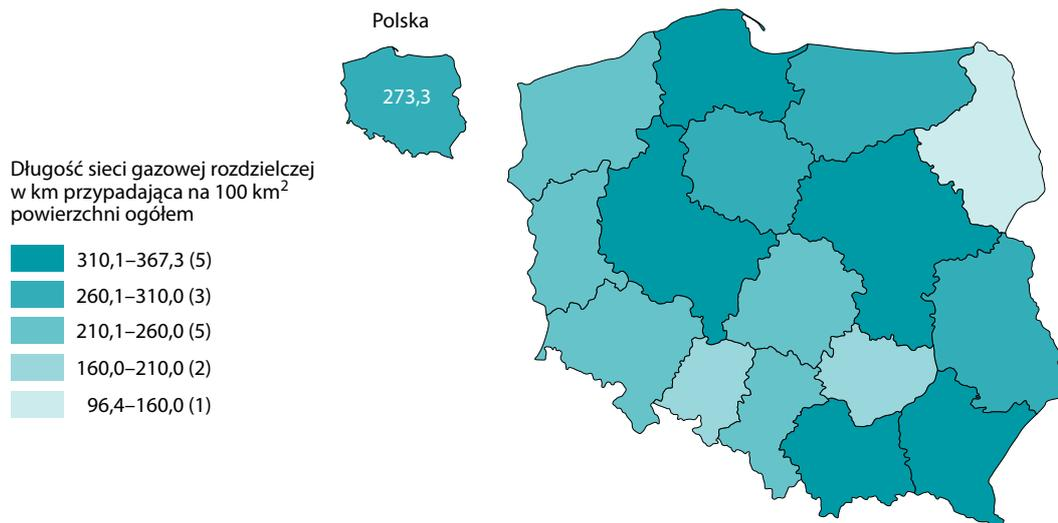 Polska
273,3
Długość sieci gazowej rozdzielczej
w km przypadająca na 100 km²
powierzchni ogółem
310,1–367,3 (5)
260,1–310,0 (3)
210,1–260,0 (5)
160,0–210,0 (2)
96,4–160,0 (1)